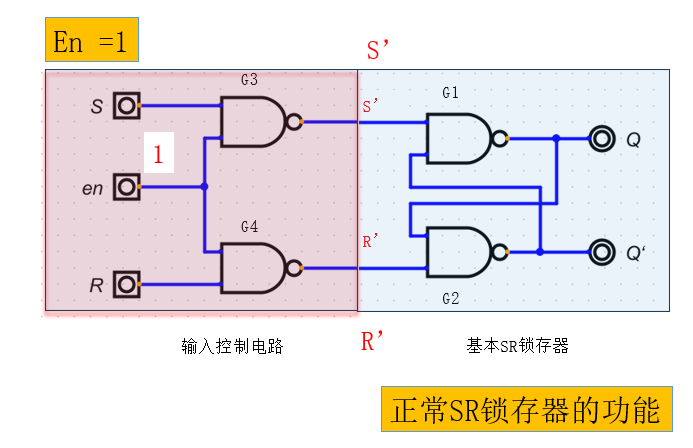 En =1
S’
G3
G1
S
S’
1
Q
en
G4
R’
Q‘
R
G2
输入控制电路
R’
基本SR锁存器
正常SR锁存器的功能